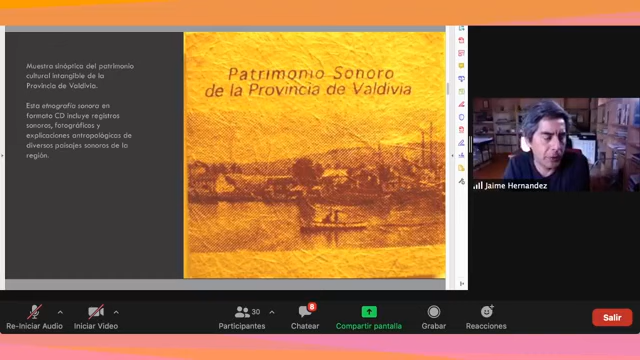 Muestra sinóptica del patrimonio
cultural intangible de la
Provincia de Valdivia.
Esta etnografía sonora en
formato CD incluye registros
sonoros, fotográficos y
explicaciones antropológicas de
diversos paisajes sonoros de la
región.
Patrimonio Sonoro
de la Provincia de Valdivia
Jaime Hernandez
Re-Iniciar Audio
Iniciar Video
30
Participantes
8
Chatear
Compartir pantalla
Grabar
Reacciones
Salir